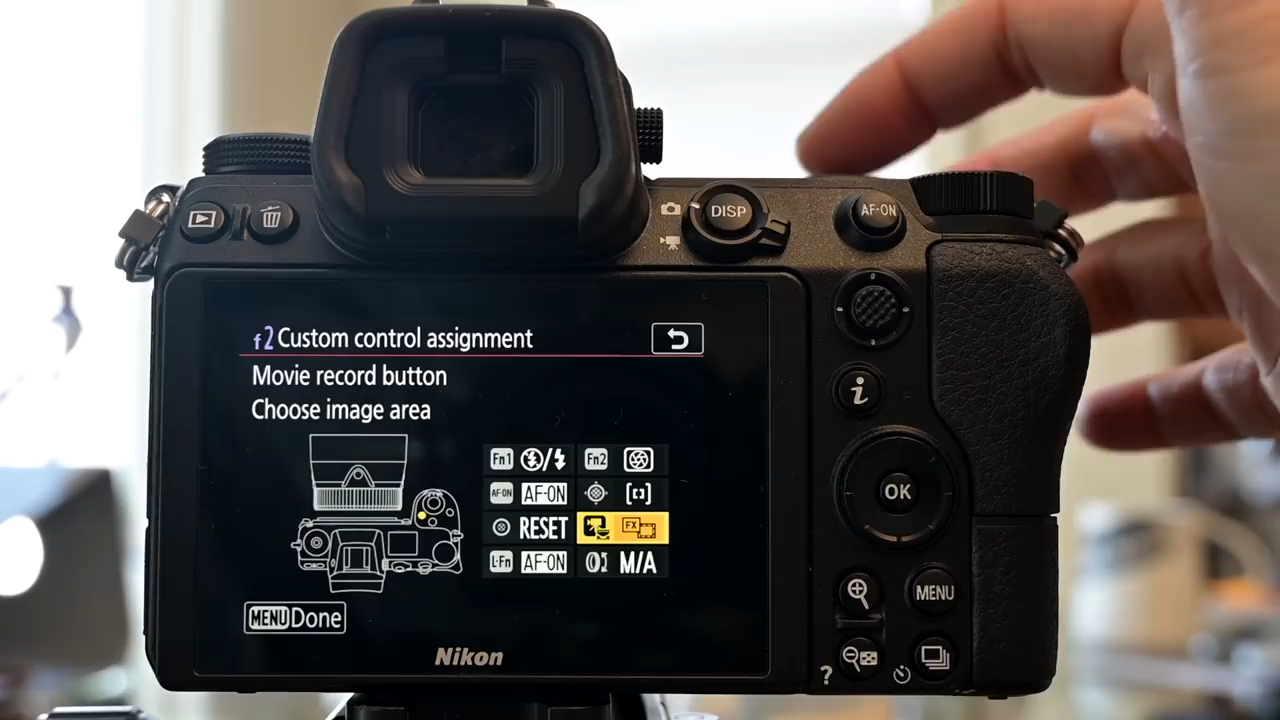 DISP
AF-ON
f2 Custom control assignment
Movie record button
Choose image area
Fn1
Fn2
AF-ON AF-ON
RESET
FX
L-Fn AF-ON
M/A
MENU Done
Nikon
i
OK
MENU
?